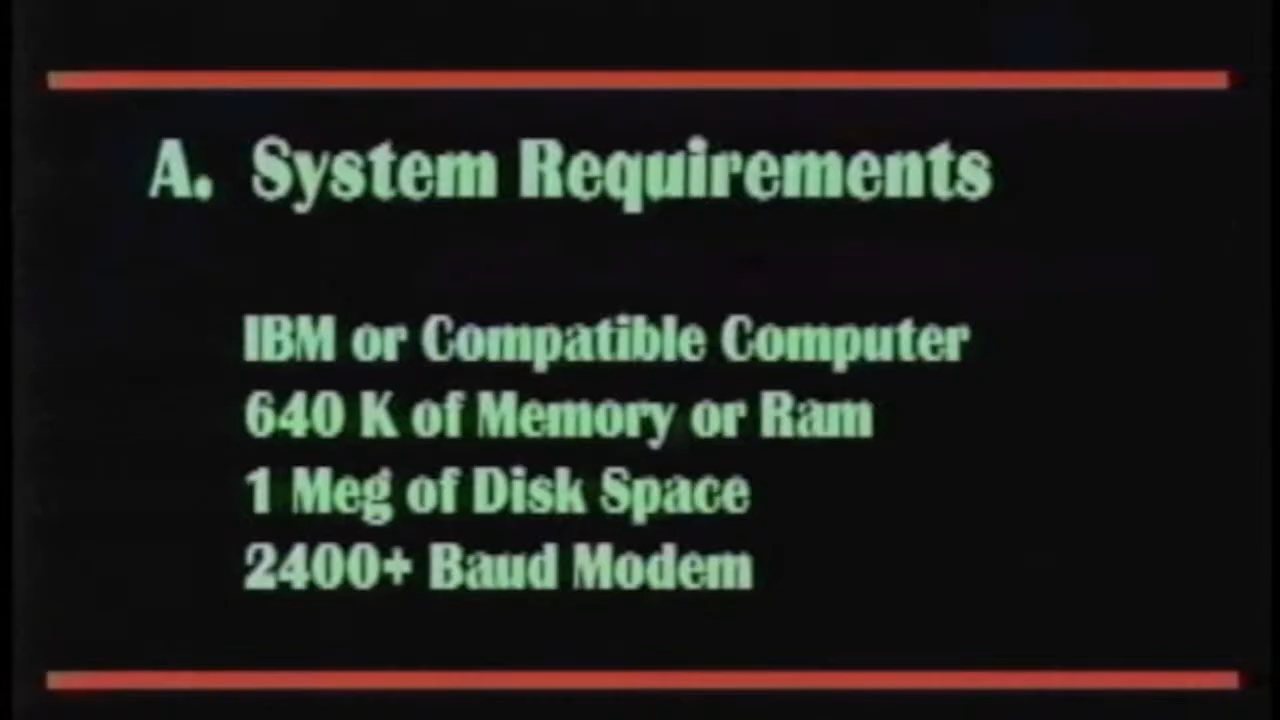 A. System Requirements
IBM or Compatible Computer
640 K of Memory or Ram
1 Meg of Disk Space
2400+ Baud Modem